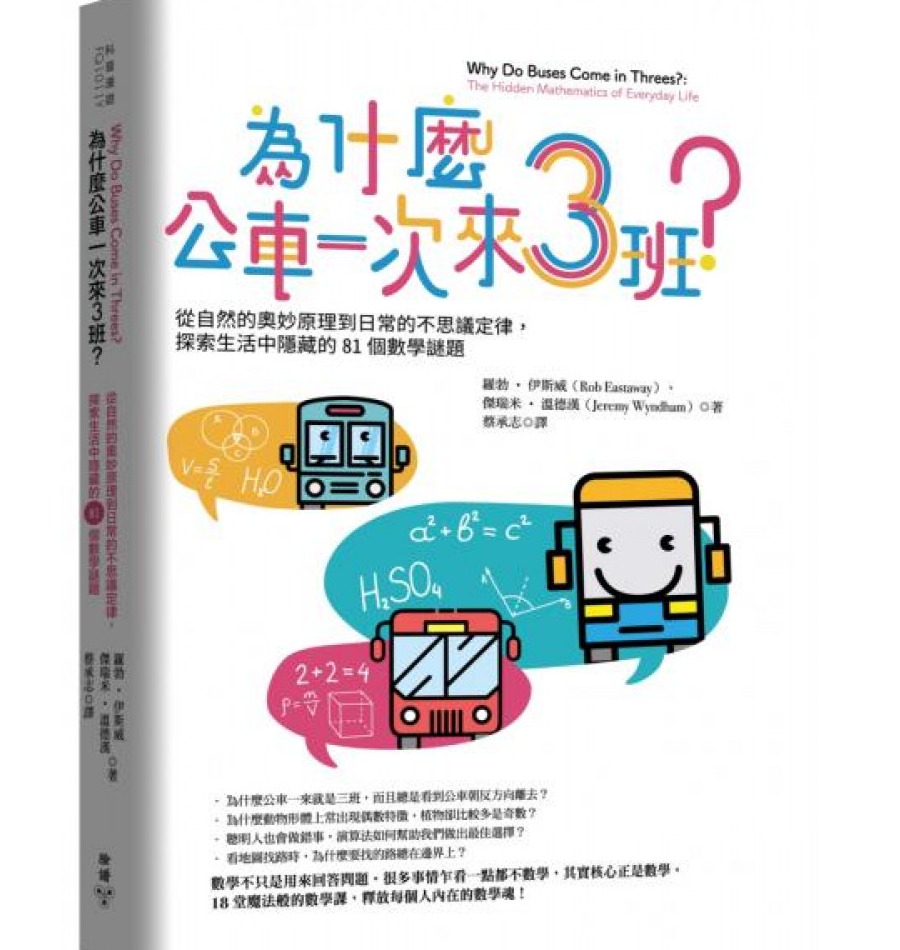 科普漫遊
FQ1011Y
Why Do Buses Come in Threes?
為什麼公車一次來3班？
從自然的奧妙原理到日常的不思議定律，
探索生活中隱藏的81個數學謎題
羅勃・伊斯威
傑瑞米・溫德漢◎著
蔡承志◎譯
臉譜
Why Do Buses Come in Threes?:
The Hidden Mathematics of Everyday Life
為什麼
公車一次來3班？
從自然的奧妙原理到日常的不思議定律，
探索生活中隱藏的 81 個數學謎題
羅勃・伊斯威（Rob Eastaway）、
傑瑞米・溫德漢（Jeremy Wyndham）◎著
蔡承志◎譯
A B
C
V=S/t
H₂O
a²+b²=c²
H₂SO₄
A
B
2+2=4
ρ=m/V
- 為什麼公車一來就是三班，而且總是看到公車朝反方向離去？
- 為什麼動物形體上常出現偶數特徵，植物卻比較多是奇數？
- 聰明人也會做錯事，演算法如何幫助我們做出最佳選擇？
- 看地圖找路時，為什麼要找的路總在邊界上？
數學不只是用來回答問題。很多事情乍看一點都不數學，其實核心正是數學。
18 堂魔法般的數學課，釋放每個人內在的數學魂！